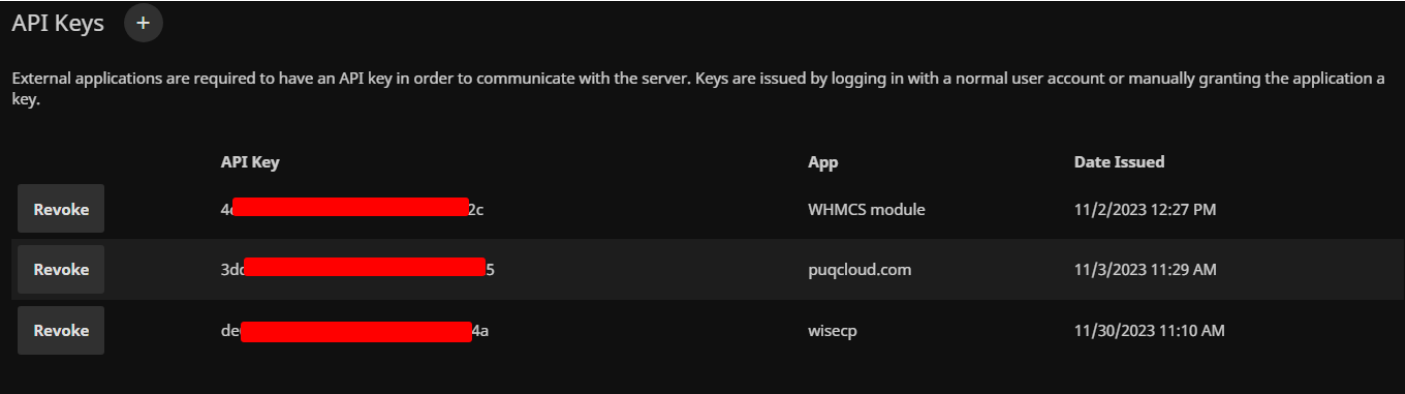 API Keys +
External applications are required to have an API key in order to communicate with the server. Keys are issued by logging in with a normal user account or manually granting the application a
key.
API Key App Date Issued
Revoke 4 2c WHMCS module 11/2/2023 12:27 PM
Revoke 3d 5 puqcloud.com 11/3/2023 11:29 AM
Revoke de 4a wisecp 11/30/2023 11:10 AM